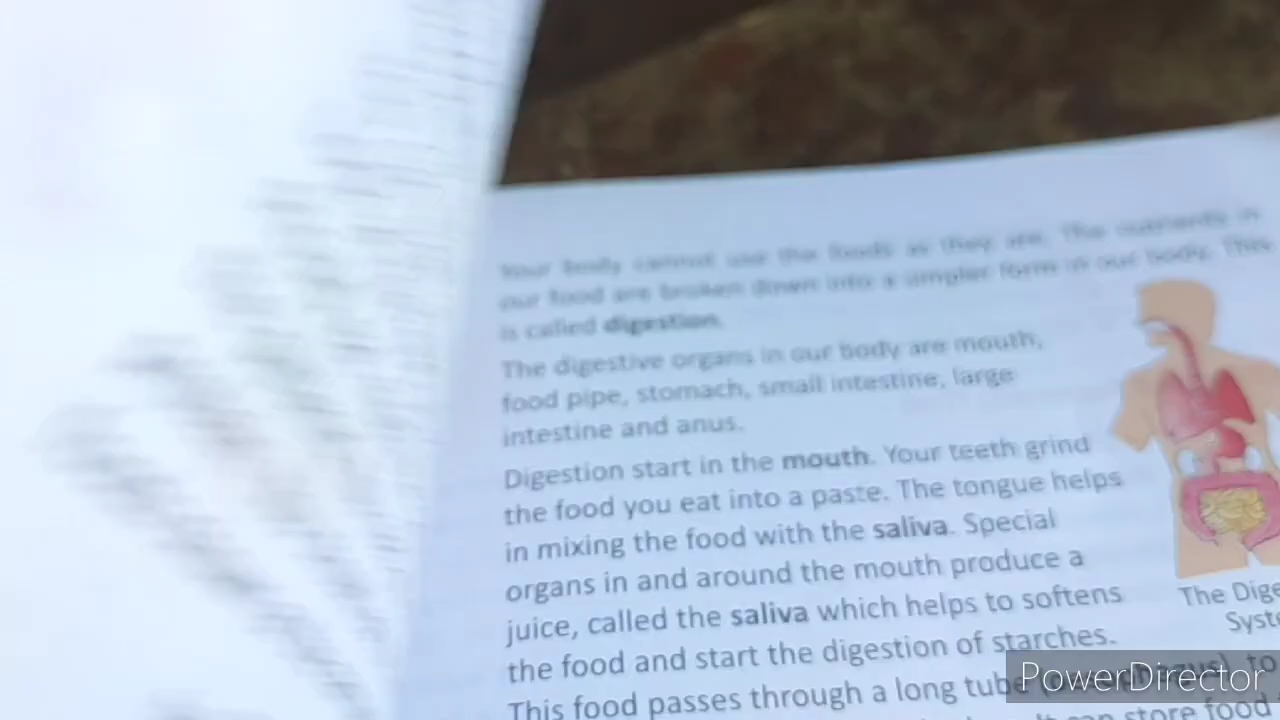 Your body cannot use the foods as they are. The nutrients in
our food are broken down into a simpler form in our body. This
is called digestion.
The digestive organs in our body are mouth,
food pipe, stomach, small intestine, large
intestine and anus.
Digestion start in the mouth. Your teeth grind
the food you eat into a paste. The tongue helps
in mixing the food with the saliva. Special
organs in and around the mouth produce a
juice, called the saliva which helps to softens
the food and start the digestion of starches.
This food passes through a long tube to
can store food
The Dige
Syst
PowerDirector